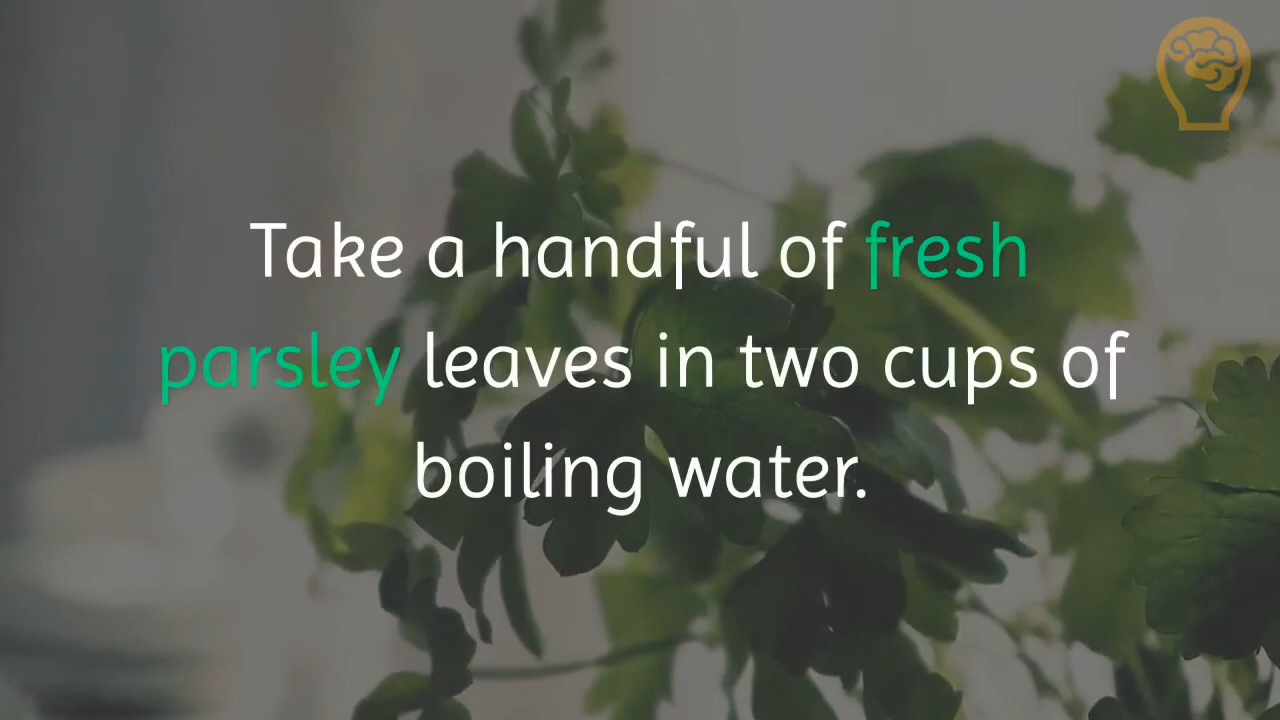 Take a handful of fresh
parsley leaves in two cups of
boiling water.